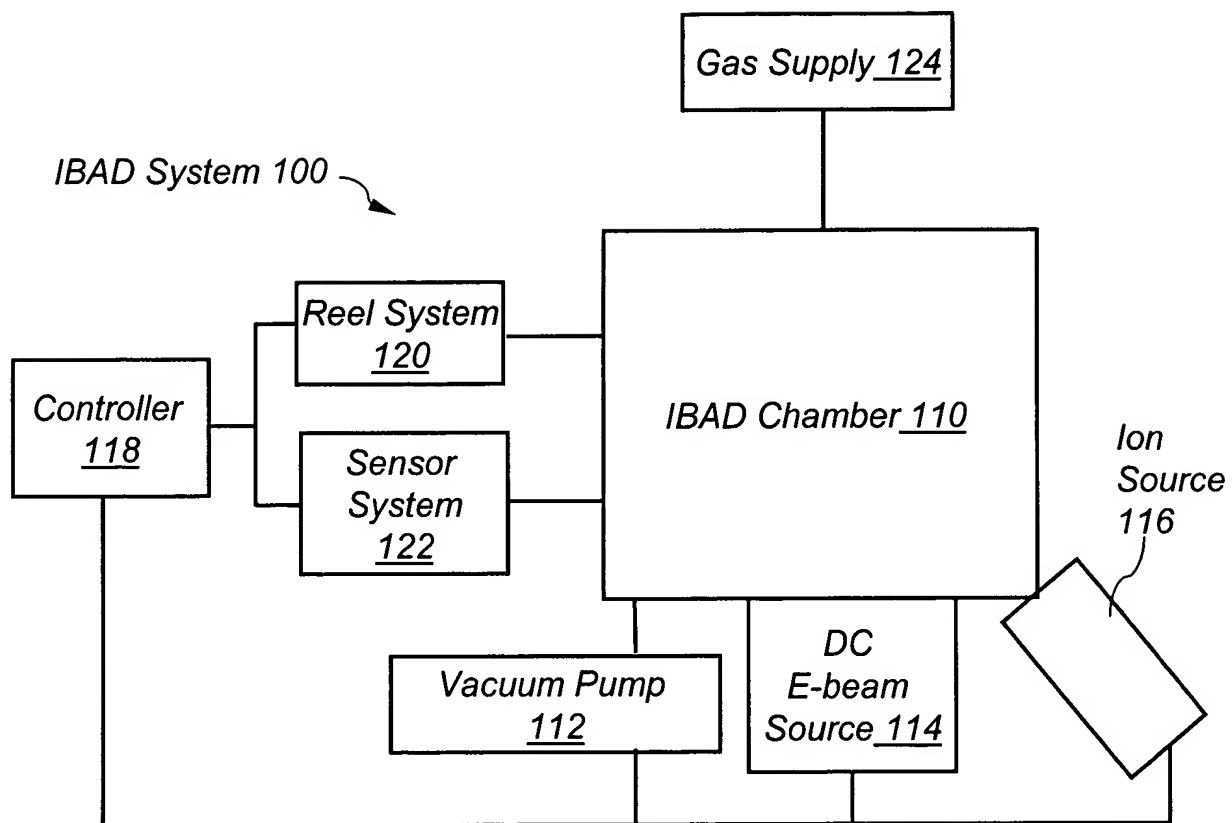 Gas Supply 124
IBAD System 100
Reel System
120
Controller
118
IBAD Chamber 110
Sensor
System
122
Ion
Source
116
DC
E-beam
Source 114
Vacuum Pump
112